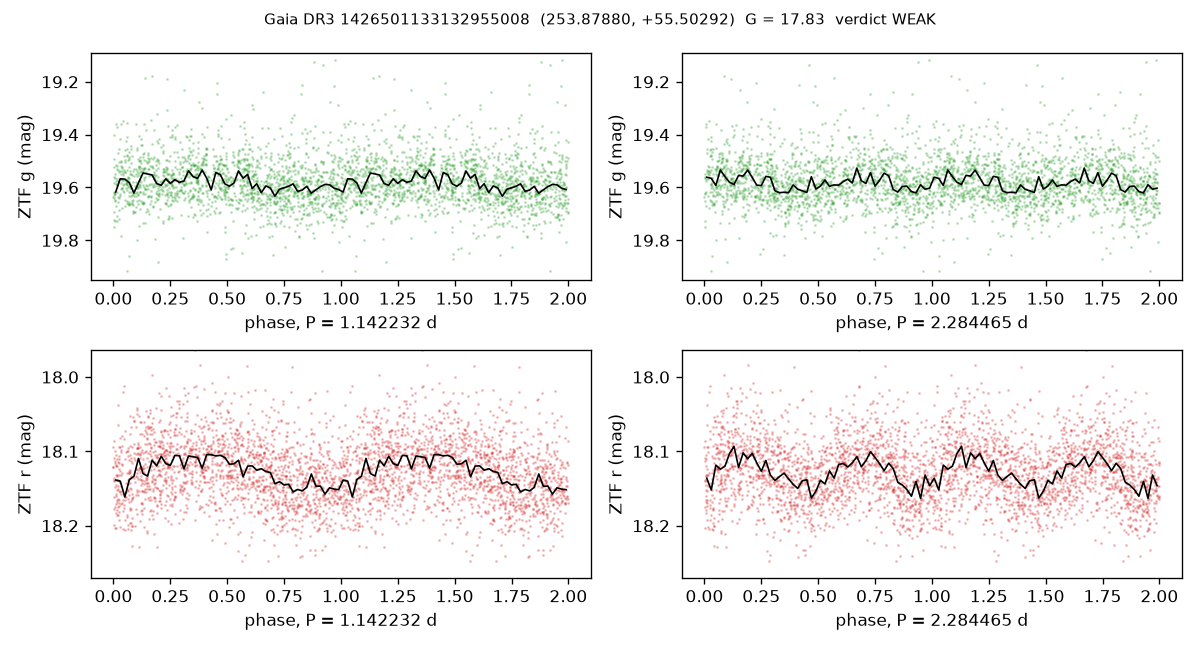 Gaia DR3 1426501133132955008 (253.87880, +55.50292) G = 17.83 verdict WEAK
ZTF g (mag)
19.2
19.4
19.6
19.8
0.00 0.25 0.50 0.75 1.00 1.25 1.50 1.75 2.00
phase, P = 1.142232 d
ZTF g (mag)
19.2
19.4
19.6
19.8
0.00 0.25 0.50 0.75 1.00 1.25 1.50 1.75 2.00
phase, P = 2.284465 d
ZTF r (mag)
18.0
18.1
18.2
0.00 0.25 0.50 0.75 1.00 1.25 1.50 1.75 2.00
phase, P = 1.142232 d
ZTF r (mag)
18.0
18.1
18.2
0.00 0.25 0.50 0.75 1.00 1.25 1.50 1.75 2.00
phase, P = 2.284465 d